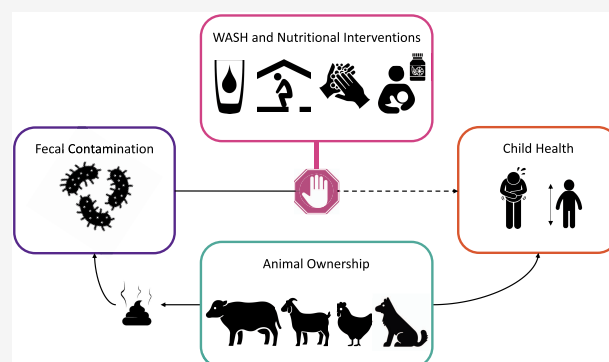 WASH and Nutritional Interventions
Fecal Contamination
Child Health
Animal Ownership